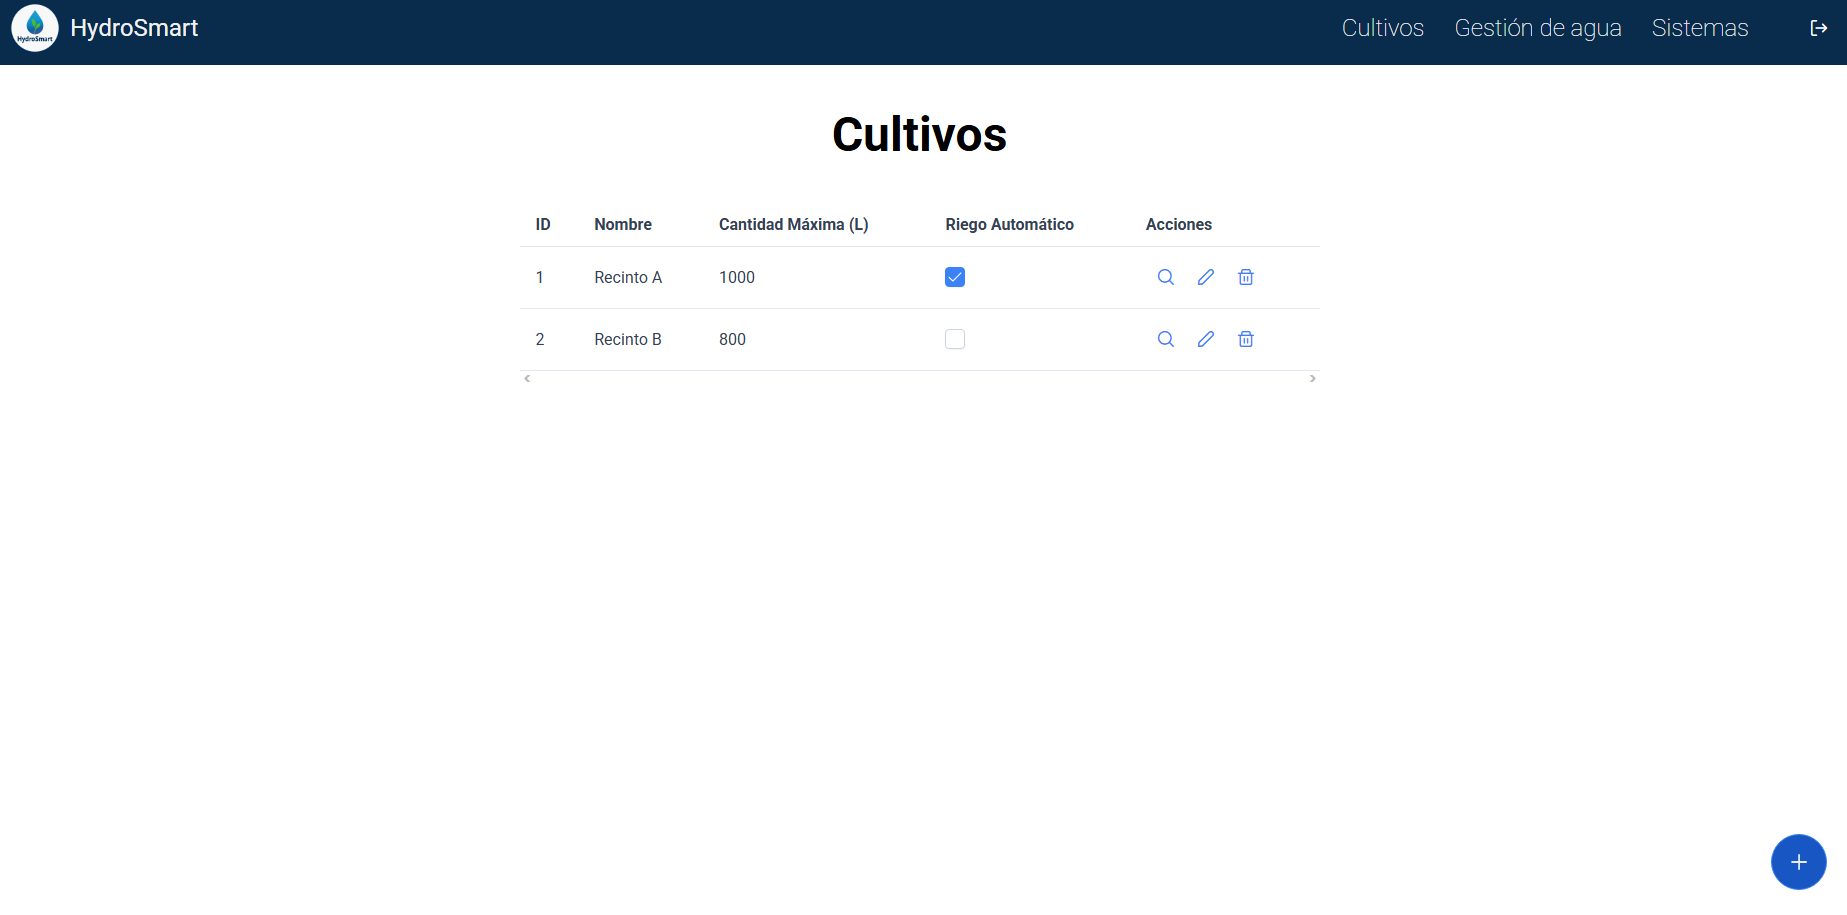 HydroSmart
HydroSmart
Cultivos
Gestión de agua
Sistemas
Cultivos
ID Nombre Cantidad Máxima (L) Riego Automático Acciones
1 Recinto A 1000
2 Recinto B 800